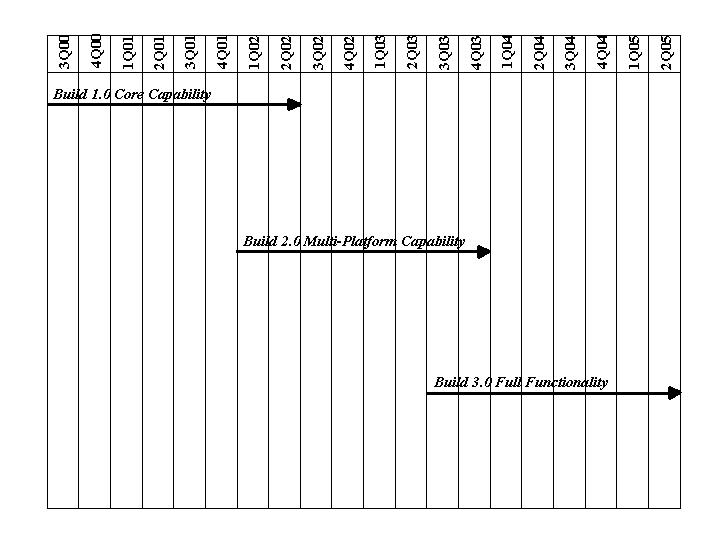 3Q00 4Q00 1Q01 2Q01 3Q01 4Q01 1Q02 2Q02 3Q02 4Q02 1Q03 2Q03 3Q03 4Q03 1Q04 2Q04 3Q04 4Q04 1Q05 2Q05
Build 1.0 Core Capability
Build 2.0 Multi-Platform Capability
Build 3.0 Full Functionality